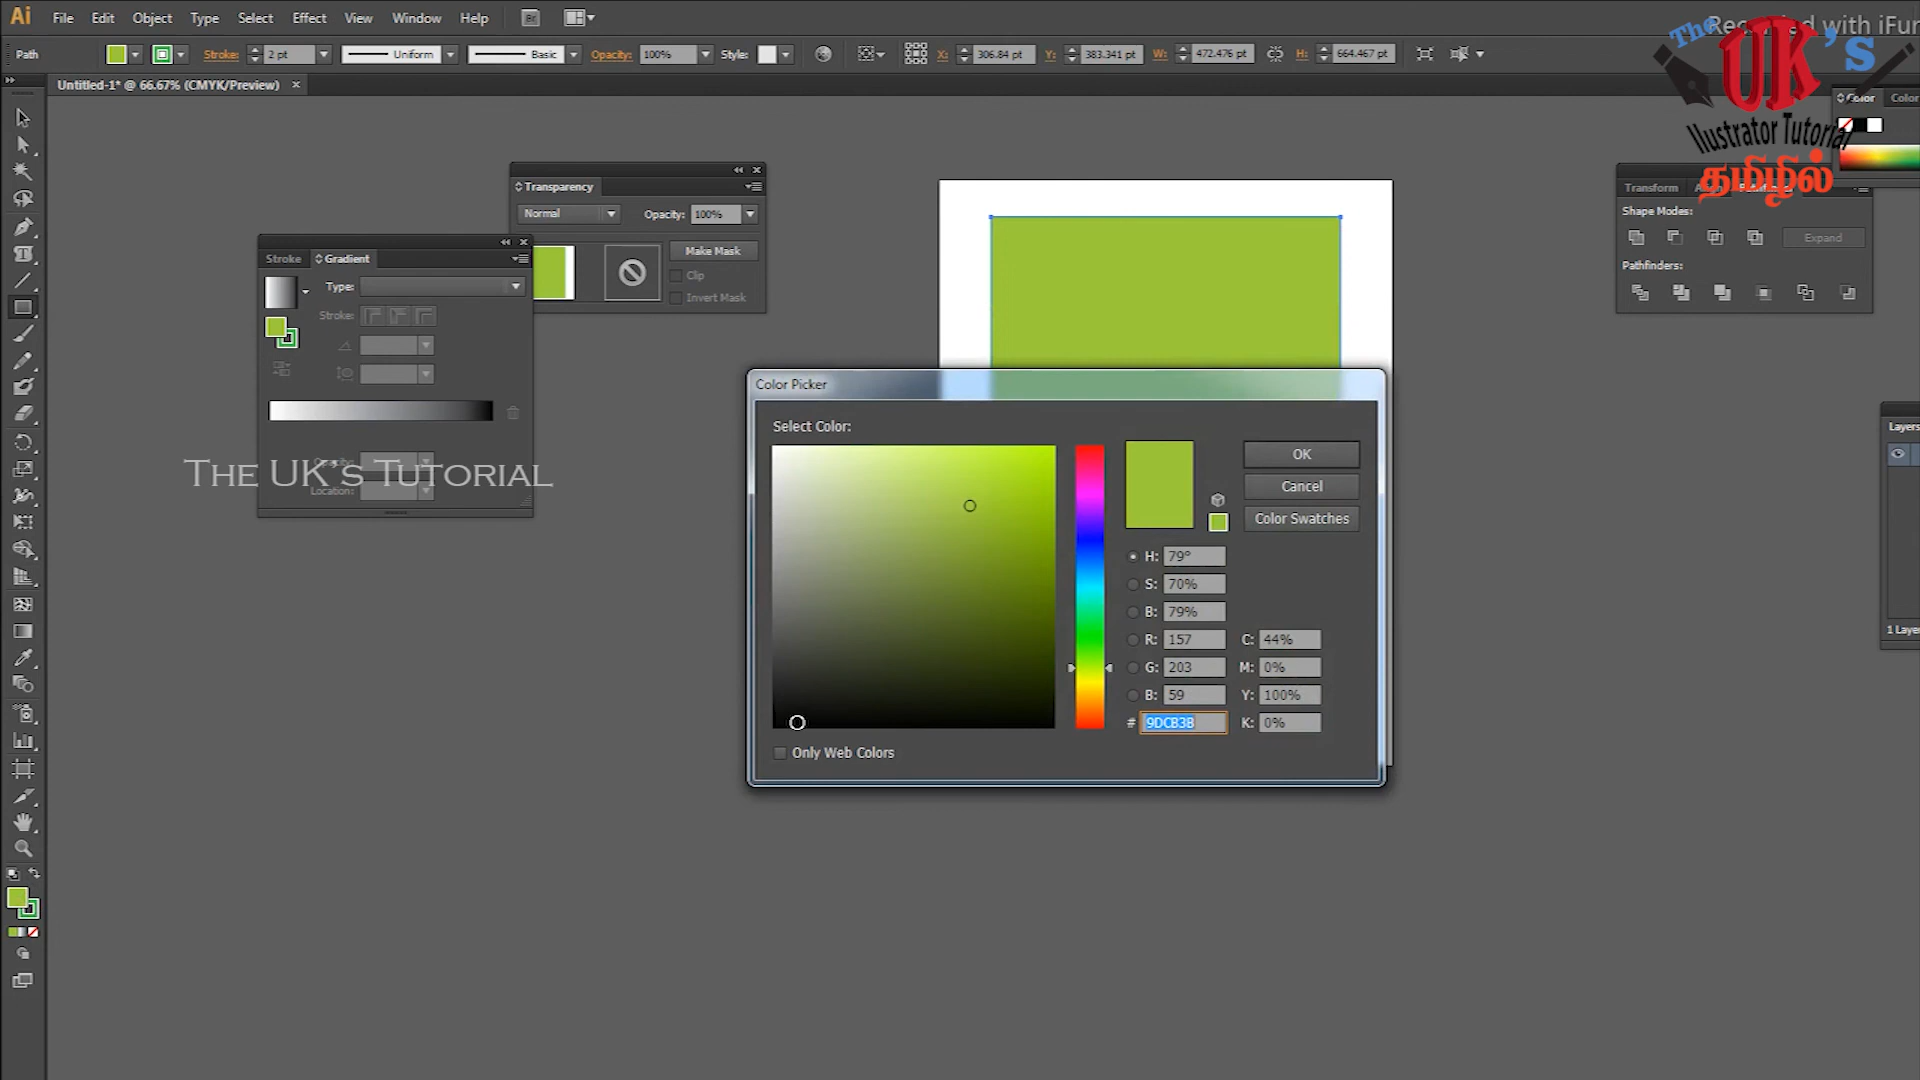 Ai File Edit Object Type Select Effect View Window Help Br
Recorded with iFun
Path Stroke: 2 pt Uniform Basic Opacity: 100% Style: X: 306.84 pt Y: 383.341 pt W: 472.476 pt H: 664.467 pt
Untitled-1* @ 66.67% (CMYK/Preview)
The UK's
Ilustrator Tutorial
தமிழில்
Color Color
Transparency
Normal Opacity: 100%
Make Mask
Clip
Invert Mask
Stroke Gradient
Type:
Stroke:
Opacity:
Location:
The UK's Tutorial
Transform
Shape Modes:
Expand
Pathfinders:
Layers
1 Layer
Color Picker
Select Color:
OK
Cancel
Color Swatches
H: 79°
S: 70%
B: 79%
R: 157 C: 44%
G: 203 M: 0%
B: 59 Y: 100%
# 9DCB3B K: 0%
Only Web Colors